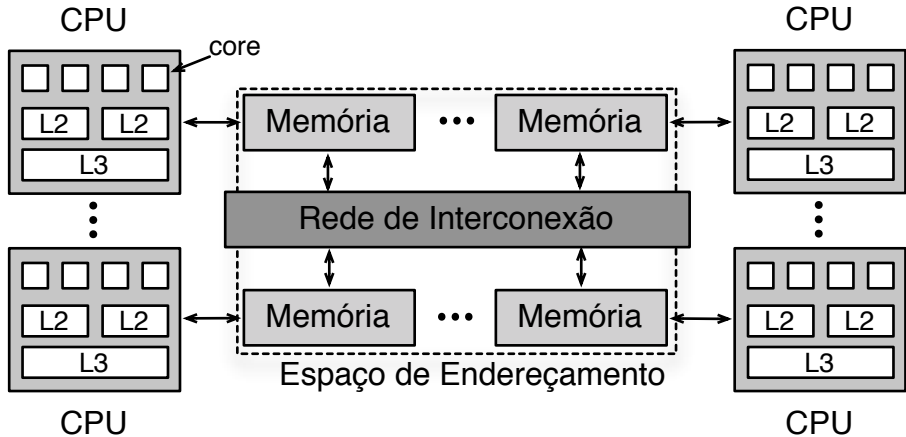 CPU
CPU
core
L2 L2
L3
Memória ••• Memória
L2 L2
L3
Rede de Interconexão
L2 L2
L3
Memória ••• Memória
L2 L2
L3
Espaço de Endereçamento
CPU
CPU